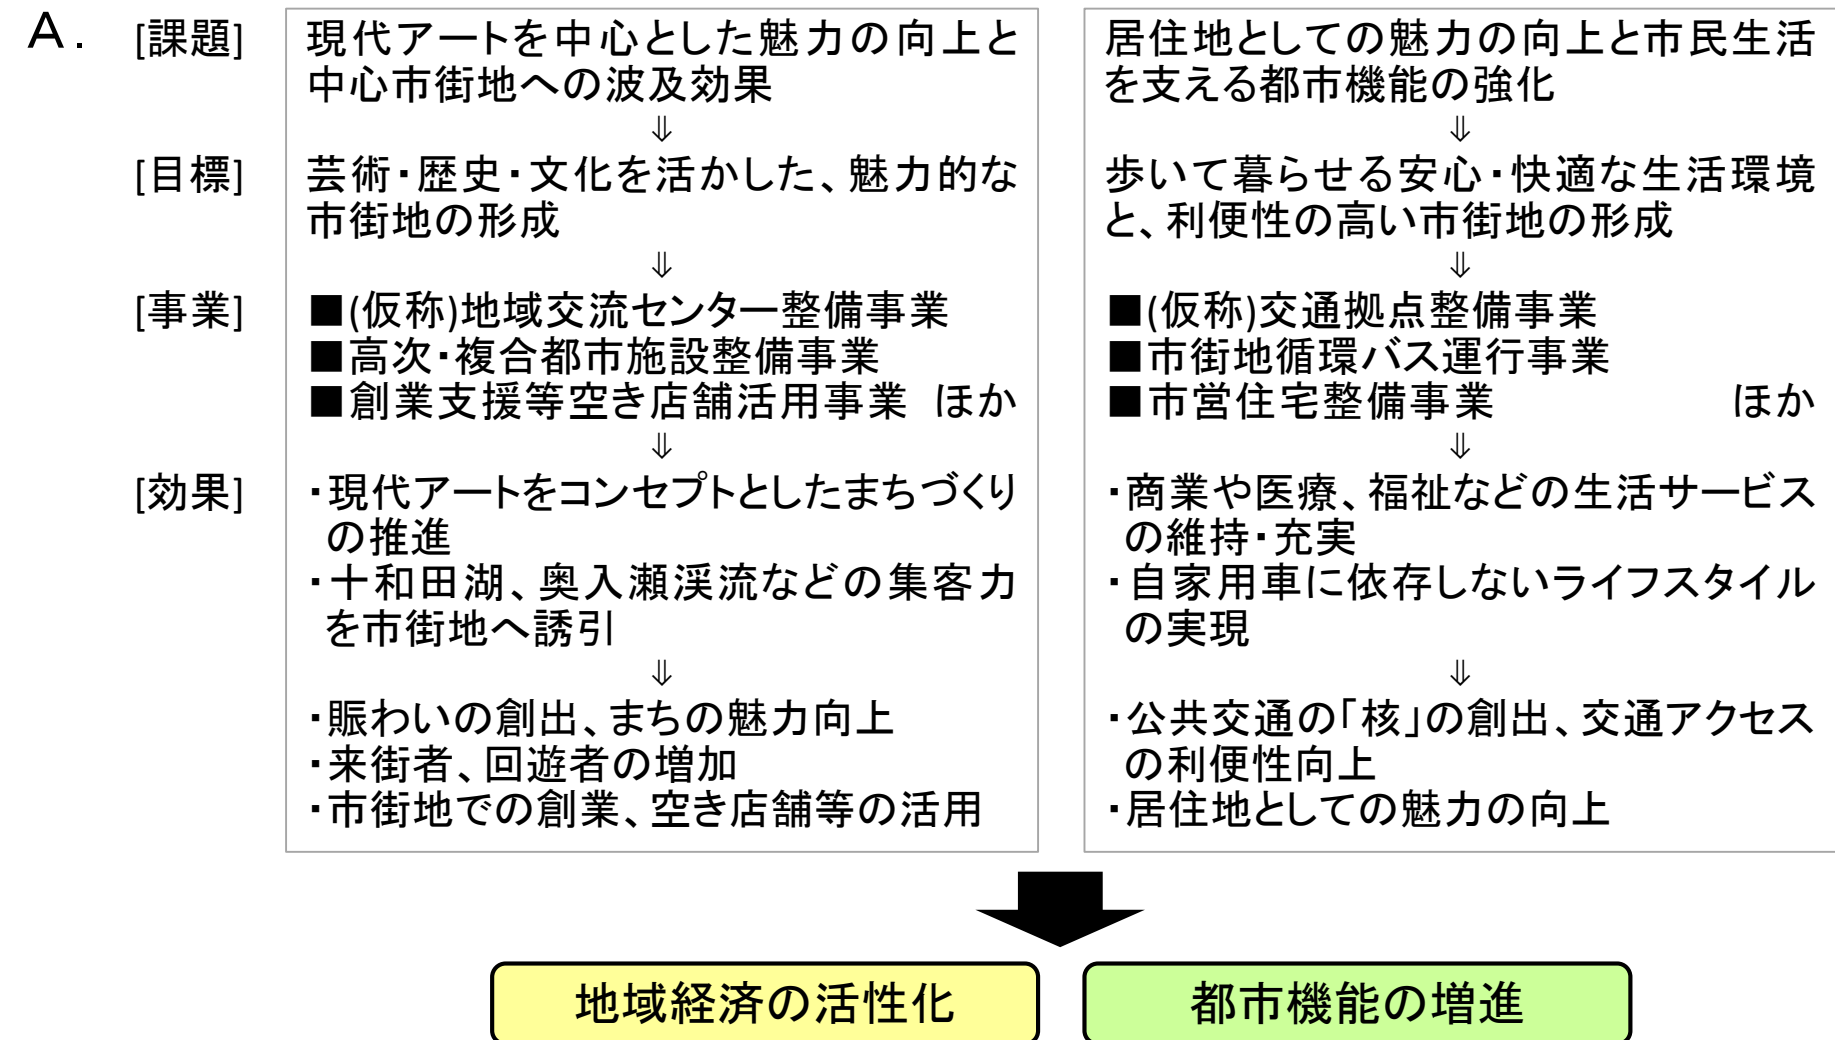 A.
[課題]
現代アートを中心とした魅力の向上と
中心市街地への波及効果
⇓
[目標]
芸術・歴史・文化を活かした、魅力的な
市街地の形成
⇓
[事業]
■(仮称)地域交流センター整備事業
■高次・複合都市施設整備事業
■創業支援等空き店舗活用事業 ほか
⇓
[効果]
・現代アートをコンセプトとしたまちづくり
の推進
・十和田湖、奥入瀬渓流などの集客力
を市街地へ誘引
⇓
・賑わいの創出、まちの魅力向上
・来街者、回遊者の増加
・市街地での創業、空き店舗等の活用
居住地としての魅力の向上と市民生活
を支える都市機能の強化
⇓
歩いて暮らせる安心・快適な生活環境
と、利便性の高い市街地の形成
⇓
■(仮称)交通拠点整備事業
■市街地循環バス運行事業
■市営住宅整備事業 ほか
⇓
・商業や医療、福祉などの生活サービス
の維持・充実
・自家用車に依存しないライフスタイル
の実現
⇓
・公共交通の「核」の創出、交通アクセス
の利便性向上
・居住地としての魅力の向上
地域経済の活性化
都市機能の増進